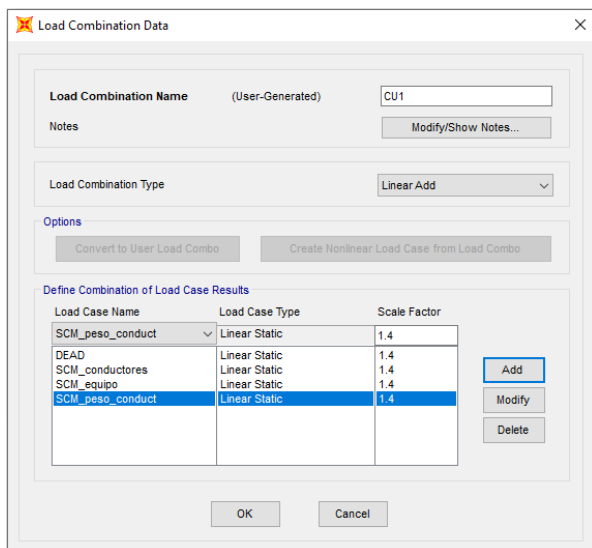 Load Combination Data
Load Combination Name (User-Generated) CU1
Notes Modify/Show Notes...
Load Combination Type Linear Add
Options
Convert to User Load Combo Create Nonlinear Load Case from Load Combo
Define Combination of Load Case Results
Load Case Name Load Case Type Scale Factor
SCM_peso_conduct Linear Static 1.4
DEAD Linear Static 1.4
SCM_conductores Linear Static 1.4
SCM_equipo Linear Static 1.4
SCM_peso_conduct Linear Static 1.4
Add
Modify
Delete
OK Cancel